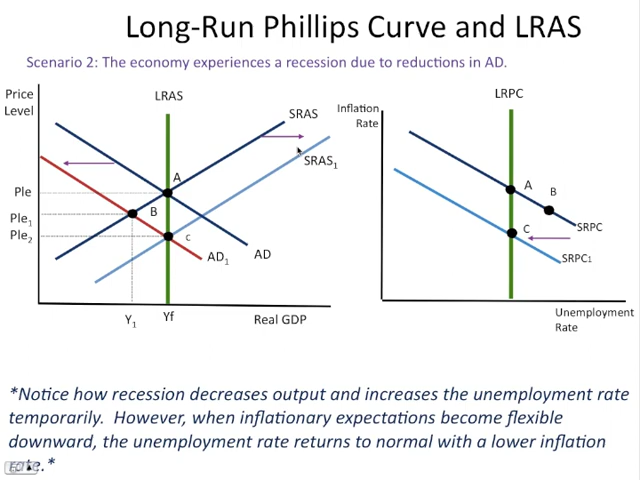 Long-Run Phillips Curve and LRAS
Scenario 2: The economy experiences a recession due to reductions in AD.
Price
Level
LRAS
SRAS
SRAS1
A
Ple
Ple1
B
Ple2
c
AD1
AD
Y1
Yf
Real GDP
Inflation
Rate
LRPC
A
B
C
SRPC
SRPC1
Unemployment
Rate
*Notice how recession decreases output and increases the unemployment rate
temporarily. However, when inflationary expectations become flexible
downward, the unemployment rate returns to normal with a lower inflation
rate.*